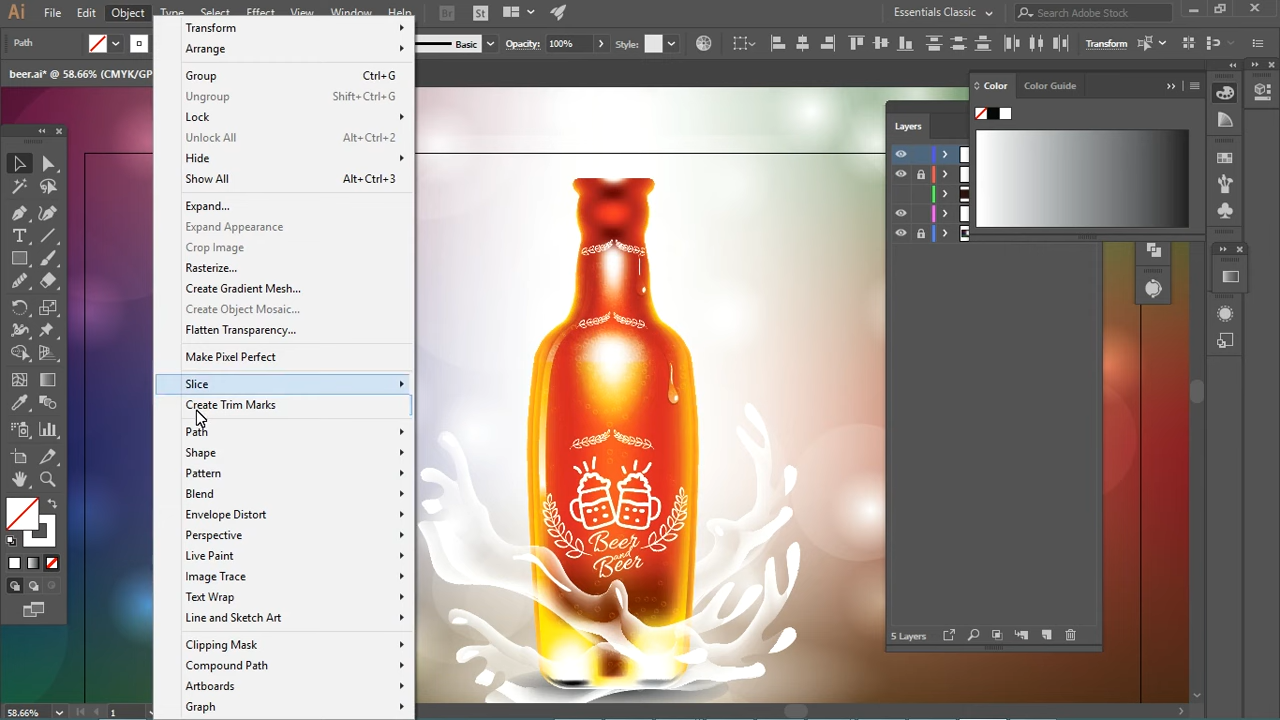 Ai File Edit Object Type Select Effect View Window Help Br St Essentials Classic Search Adobe Stock
Path Basic Opacity: 100% Style: Transform
beer.ai* @ 58.66% (CMYK/GP
Transform
Arrange
Group Ctrl+G
Ungroup Shift+Ctrl+G
Lock
Unlock All Alt+Ctrl+2
Hide
Show All Alt+Ctrl+3
Expand...
Expand Appearance
Crop Image
Rasterize...
Create Gradient Mesh...
Create Object Mosaic...
Flatten Transparency...
Make Pixel Perfect
Slice
Create Trim Marks
Path
Shape
Pattern
Blend
Envelope Distort
Perspective
Live Paint
Image Trace
Text Wrap
Line and Sketch Art
Clipping Mask
Compound Path
Artboards
Graph
Beer
and
Beer
Color Color Guide
Layers
5 Layers
58.66% 1